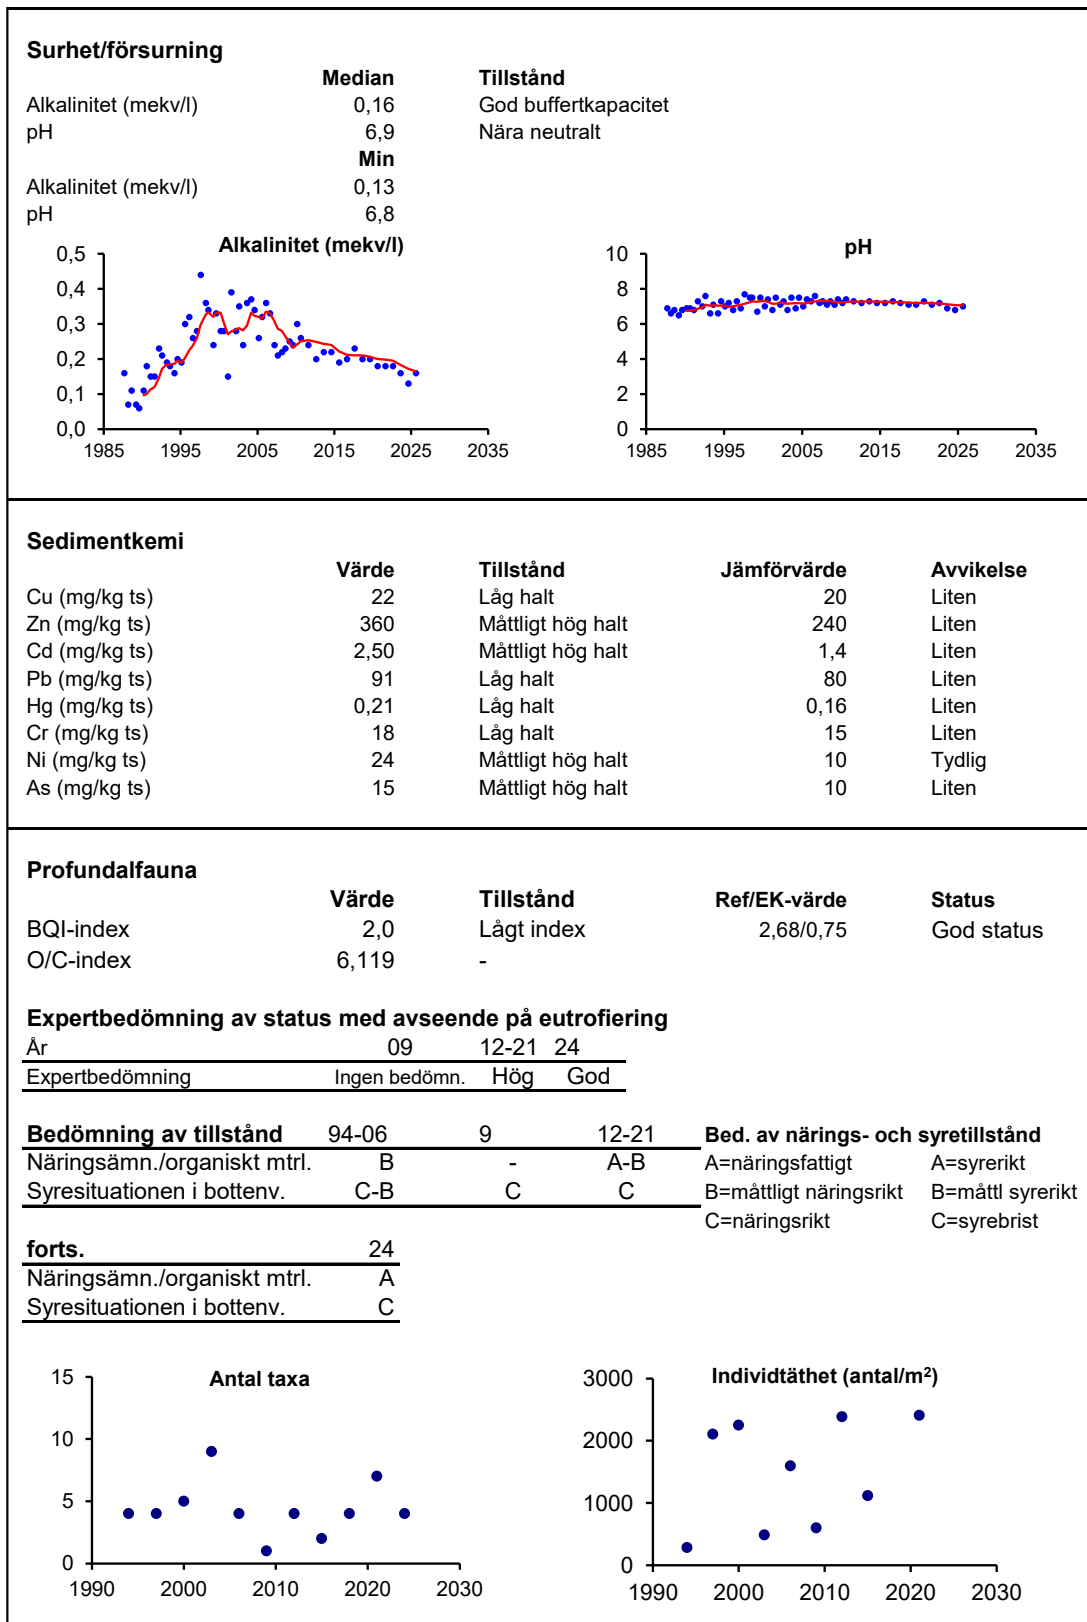 Surhet/försurning
Median Tillstånd
Alkalinitet (mekv/l) 0,16 God buffertkapacitet
pH 6,9 Nära neutralt
Min
Alkalinitet (mekv/l) 0,13
pH 6,8
Alkalinitet (mekv/l)
0,5
0,4
0,3
0,2
0,1
0,0
1985 1995 2005 2015 2025 2035
pH
10
8
6
4
2
0
1985 1995 2005 2015 2025 2035
Sedimentkemi
Värde Tillstånd Jämförvärde Avvikelse
Cu (mg/kg ts) 22 Låg halt 20 Liten
Zn (mg/kg ts) 360 Måttligt hög halt 240 Liten
Cd (mg/kg ts) 2,50 Måttligt hög halt 1,4 Liten
Pb (mg/kg ts) 91 Låg halt 80 Liten
Hg (mg/kg ts) 0,21 Låg halt 0,16 Liten
Cr (mg/kg ts) 18 Låg halt 15 Liten
Ni (mg/kg ts) 24 Måttligt hög halt 10 Tydlig
As (mg/kg ts) 15 Måttligt hög halt 10 Liten
Profundalfauna
Värde Tillstånd Ref/EK-värde Status
BQI-index 2,0 Lågt index 2,68/0,75 God status
O/C-index 6,119 -
Expertbedömning av status med avseende på eutrofiering
År 09 12-21 24
Expertbedömning Ingen bedömn. Hög God
Bedömning av tillstånd 94-06 9 12-21 Bed. av närings- och syretillstånd
Näringsämn./organiskt mtrl. B - A-B A=näringsfattigt A=syrerikt
Syresituationen i bottenv. C-B C C B=måttligt näringsrikt B=måttl syrerikt
C=näringsrikt C=syrebrist
forts. 24
Näringsämn./organiskt mtrl. A
Syresituationen i bottenv. C
Antal taxa
15
10
5
0
1990 2000 2010 2020 2030
Individtäthet (antal/m²)
3000
2000
1000
0
1990 2000 2010 2020 2030